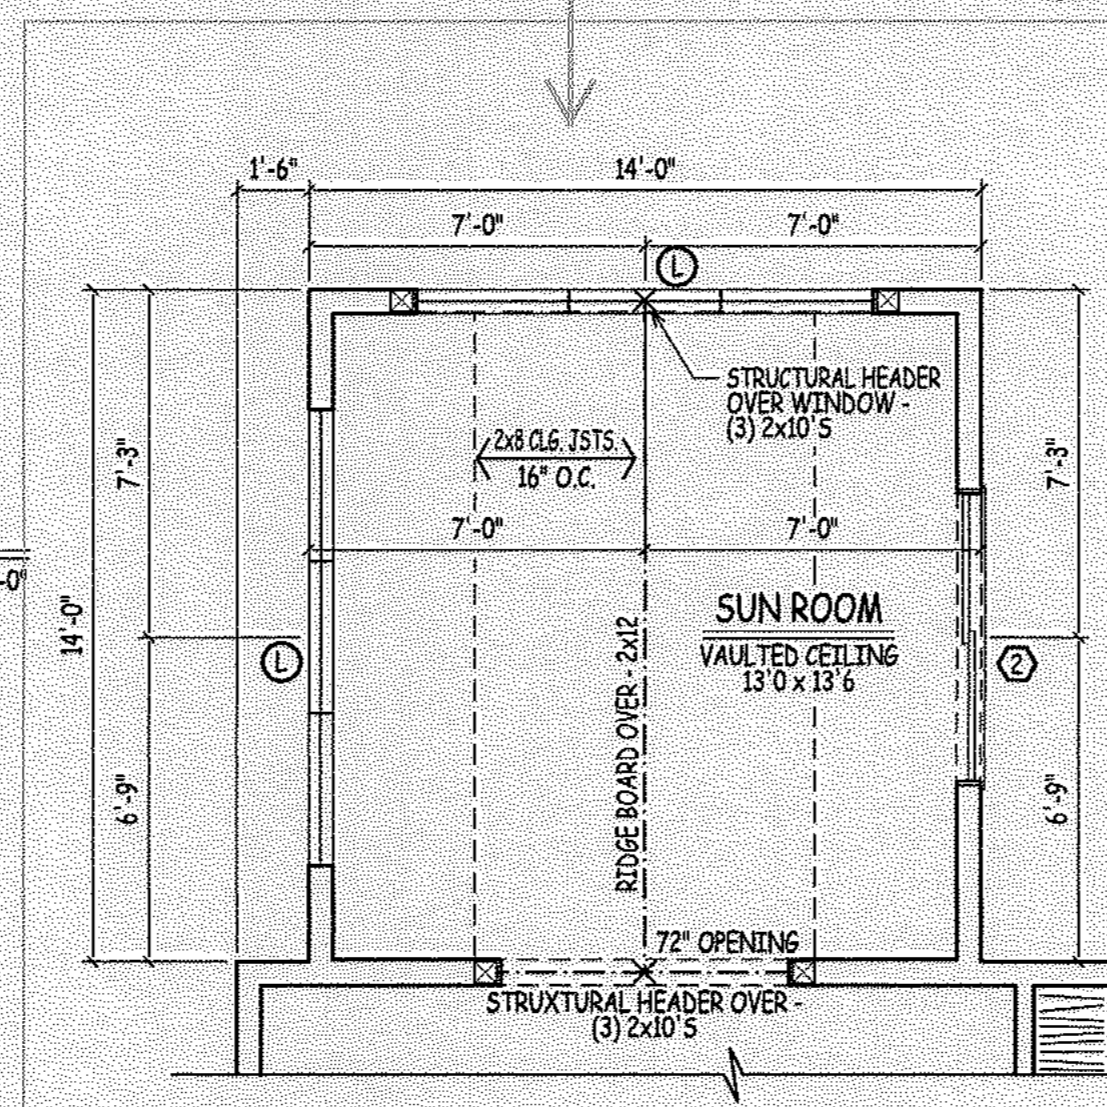 1'-6"
14'-0"
7'-0"
7'-0"
L
STRUCTURAL HEADER
OVER WINDOW -
(3) 2x10'S
2x8 CLG. JSTS.
16" O.C.
7'-3"
7'-3"
7'-0"
7'-0"
-0"
14'-0"
SUN ROOM
VAULTED CEILING
13'0 x 13'6
L
2
RIDGE BOARD OVER - 2x12
6'-9"
6'-9"
72" OPENING
STRUXTURAL HEADER OVER -
(3) 2x10'S